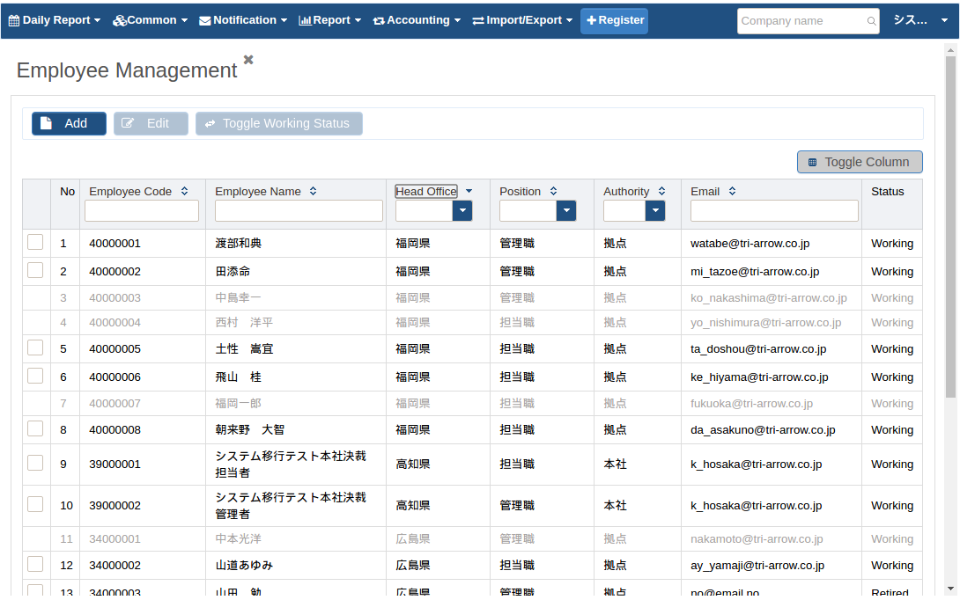 Daily Report Common Notification Report Accounting Import/Export Register Company name シス...
Employee Management
Add Edit Toggle Working Status
Toggle Column
No Employee Code Employee Name Head Office Position Authority Email Status
1 40000001 渡部和典 福岡県 管理職 拠点 watabe@tri-arrow.co.jp Working
2 40000002 田添命 福岡県 管理職 拠点 mi_tazoe@tri-arrow.co.jp Working
3 40000003 中島幸一 福岡県 管理職 拠点 ko_nakashima@tri-arrow.co.jp Working
4 40000004 西村 洋平 福岡県 担当職 拠点 yo_nishimura@tri-arrow.co.jp Working
5 40000005 土性 嵩宜 福岡県 担当職 拠点 ta_doshou@tri-arrow.co.jp Working
6 40000006 飛山 桂 福岡県 担当職 拠点 ke_hiyama@tri-arrow.co.jp Working
7 40000007 福岡一郎 福岡県 担当職 拠点 fukuoka@tri-arrow.co.jp Working
8 40000008 朝来野 大智 福岡県 担当職 拠点 da_asakuno@tri-arrow.co.jp Working
9 39000001 システム移行テスト本社決裁 高知県 担当職 本社 k_hosaka@tri-arrow.co.jp Working
担当者
10 39000002 システム移行テスト本社決裁 高知県 管理職 本社 k_hosaka@tri-arrow.co.jp Working
管理者
11 34000001 中本光洋 広島県 管理職 拠点 nakamoto@tri-arrow.co.jp Working
12 34000002 山道あゆみ 広島県 担当職 拠点 ay_yamaji@tri-arrow.co.jp Working
13 34000003 山田 勉 広島県 管理職 拠点 no@email.no Retired